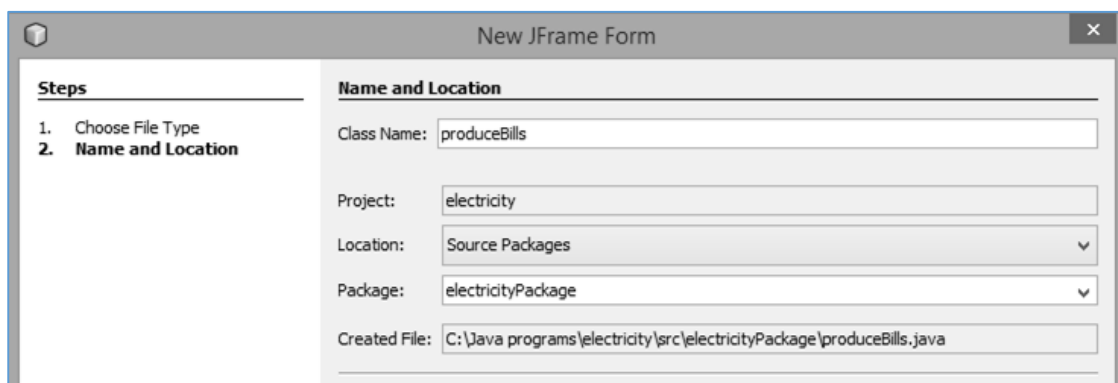 New JFrame Form
Steps
1. Choose File Type
2. Name and Location
Name and Location
Class Name: produceBills
Project: electricity
Location: Source Packages
Package: electricityPackage
Created File: C:\Java programs\electricity\src\electricityPackage\produceBills.java